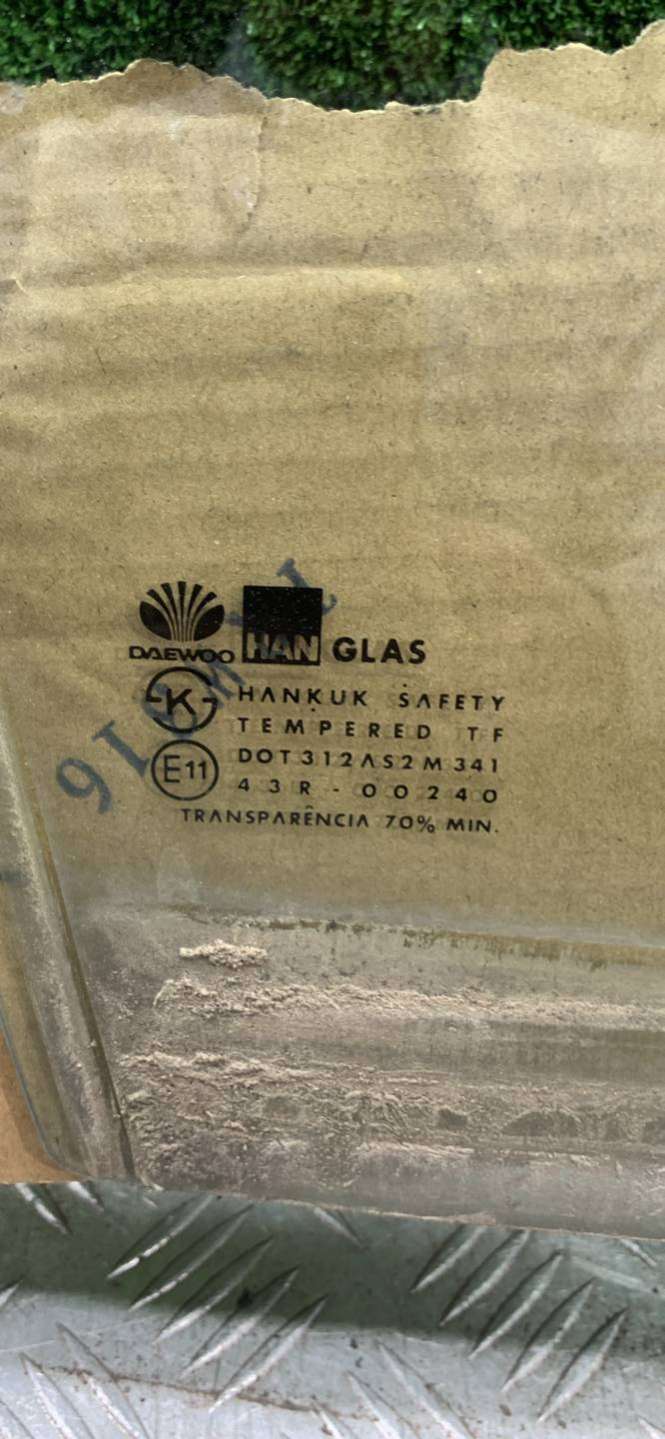 DAEWOO HAN GLAS
K HANKUK SAFETY
TEMPERED TF
DOT312AS2M341
E11 43R-00240
TRANSPARÊNCIA 70% MIN.